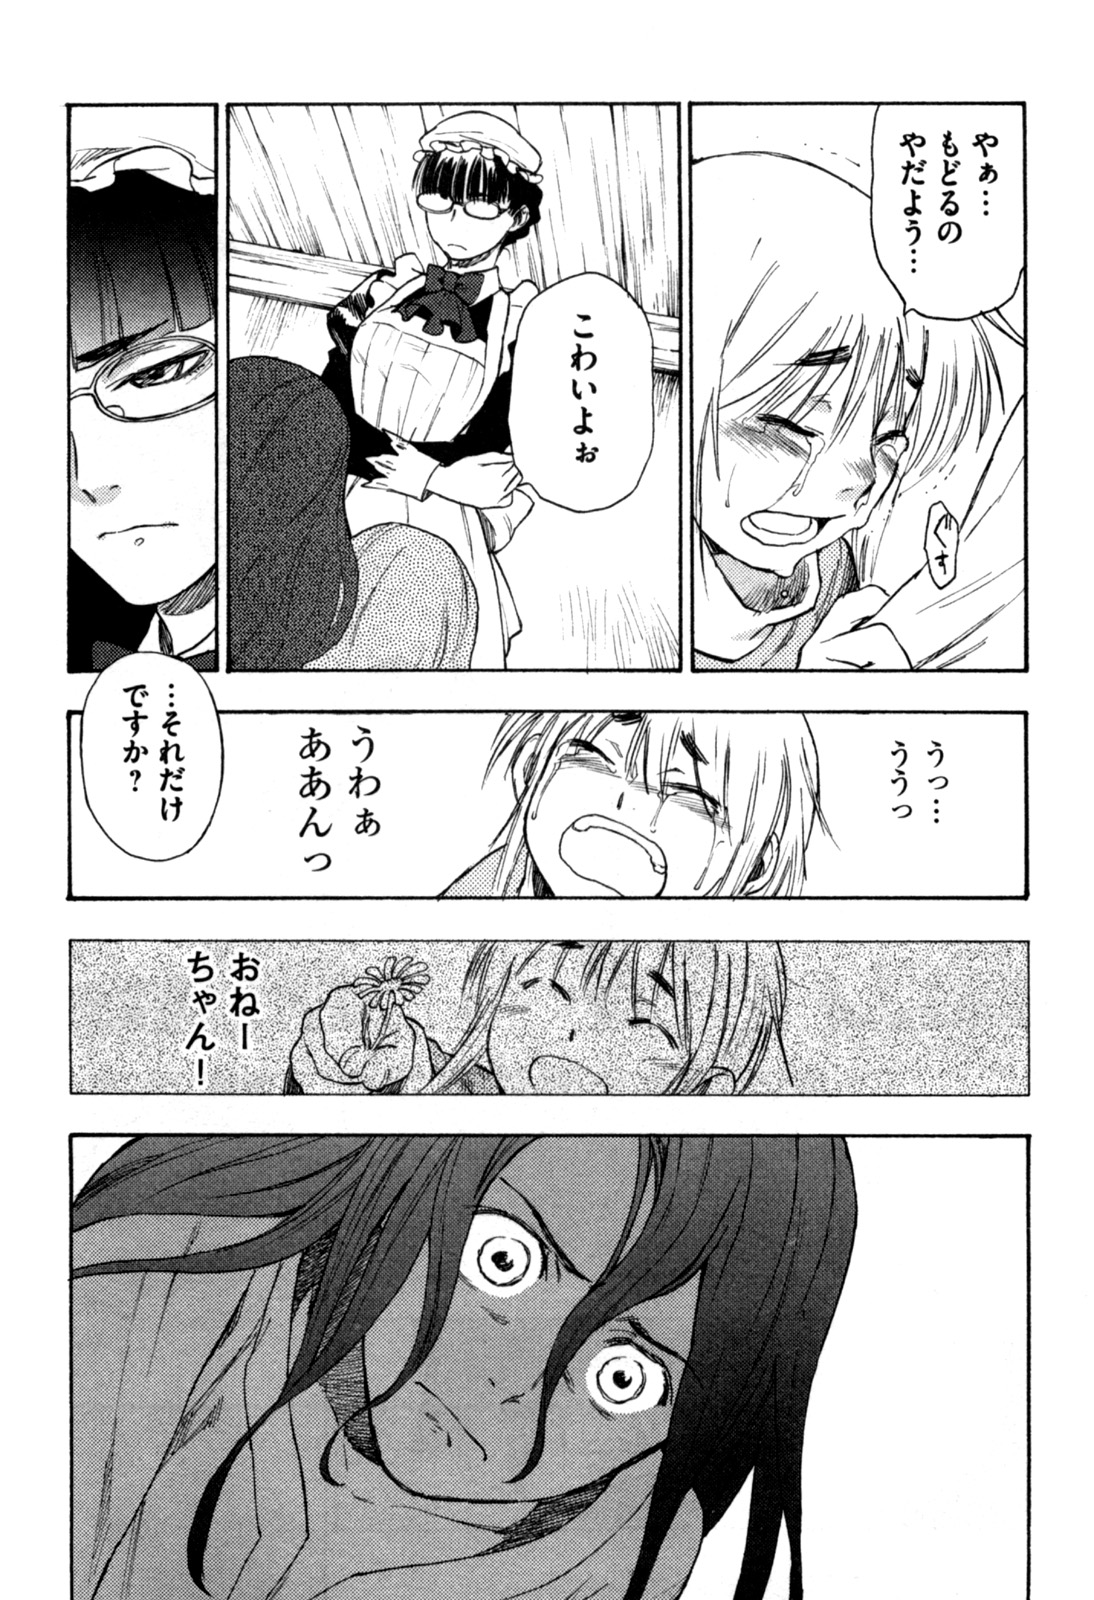 やぁ…
もどるの
やだよう…
くす
こわいよぉ
…それだけ
ですか？
うっ…
ううっ
うわぁ
ああんっ
おねー
ちゃん！